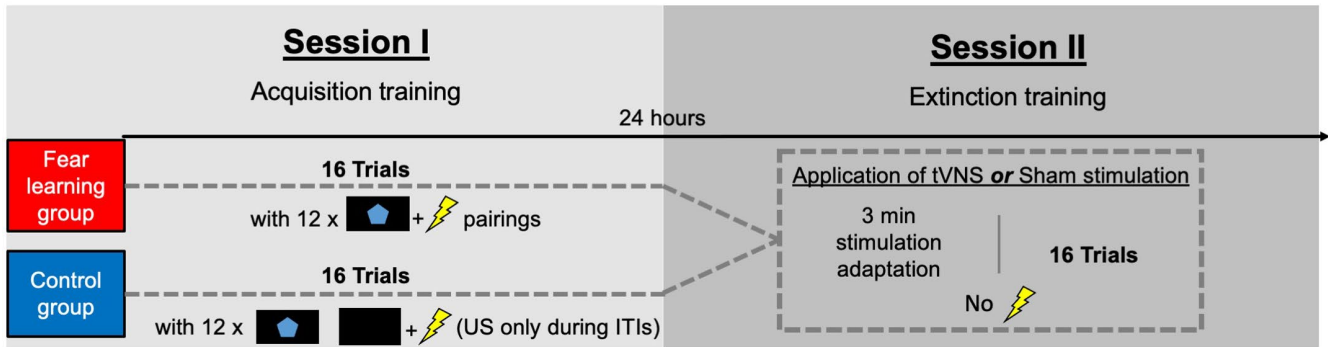 Session I
Session II
Acquisition training
Extinction training
24 hours
Fear
learning
group
16 Trials
with 12 x + pairings
Application of tVNS or Sham stimulation
3 min
stimulation
adaptation
16 Trials
No
Control
group
16 Trials
with 12 x + (US only during ITIs)